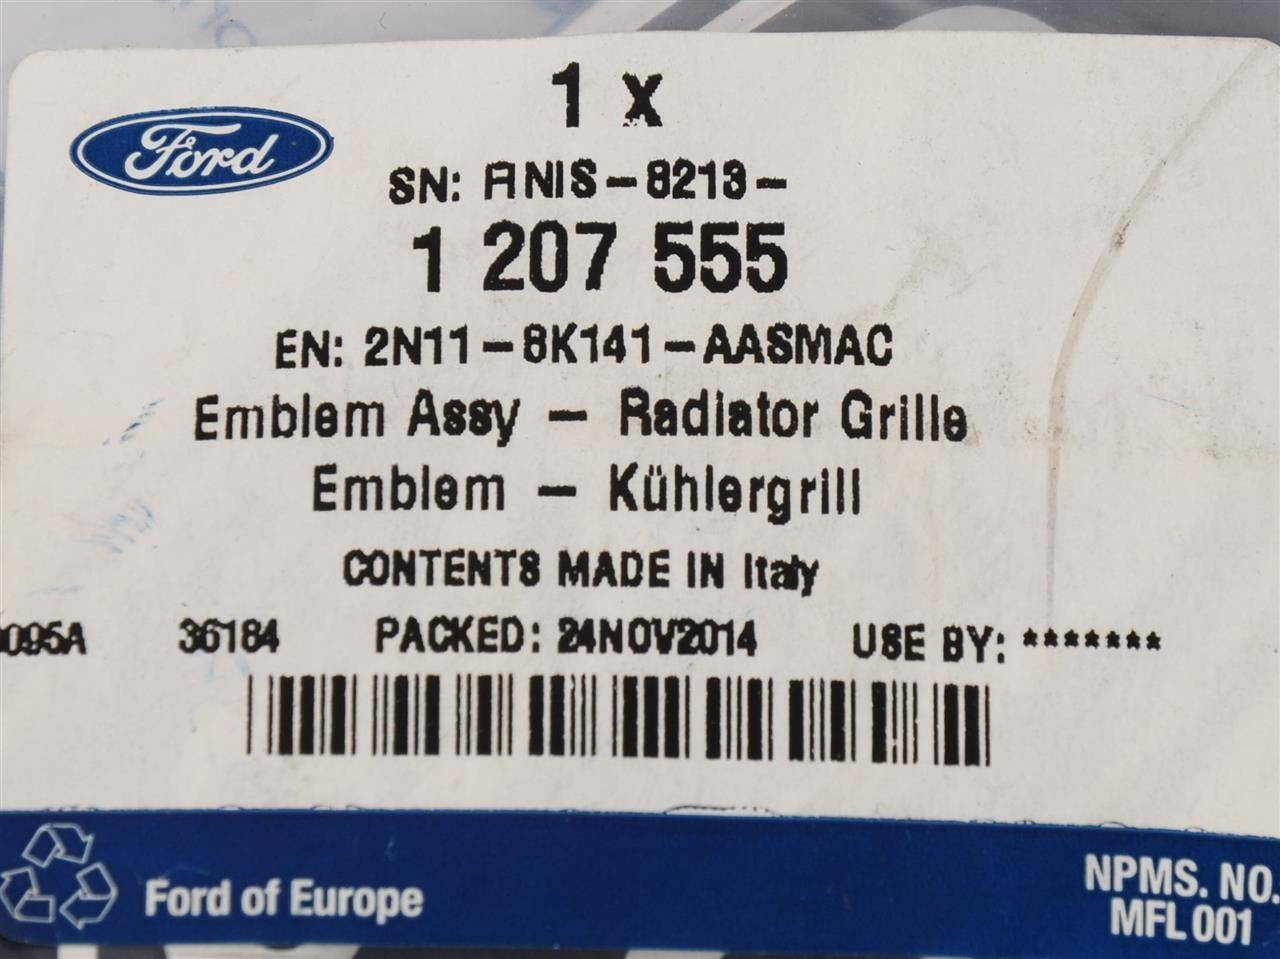 1 x
Ford
SN: ANIS-8213-
1 207 555
EN: 2N11-8K141-AASMAC
Emblem Assy - Radiator Grille
Emblem - Kühlergrill
CONTENTS MADE IN Italy
36184 PACKED: 24NOV2014 USE BY: *******
Ford of Europe
NPMS. NO.
MFL 001